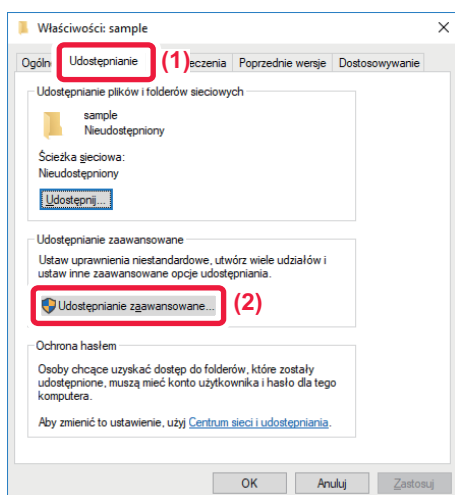 Właściwości: sample
Udostępnianie (1) Poprzednie wersje Dostosowywanie
Udostępnianie plików i folderów sieciowych
sample
Nieudostępniony
Ścieżka sieciowa:
Nieudostępniony
Udostępnij...
Udostępnianie zaawansowane
Ustaw uprawnienia niestandardowe, utwórz wiele udziałów i
ustaw inne zaawansowane opcje udostępniania.
Udostępnianie zaawansowane... (2)
Ochrona hasłem
Osoby chcące uzyskać dostęp do folderów, które zostały
udostępnione, muszą mieć konto użytkownika i hasło dla tego
komputera.
Aby zmienić to ustawienie, użyj Centrum sieci i udostępniania.
OK Anuluj Zastosuj